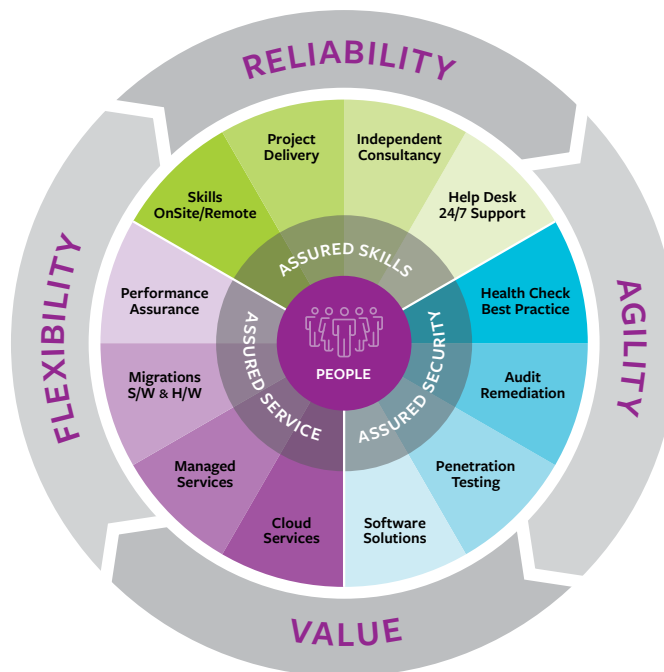 RELIABILITY
Project
Delivery
Independent
Consultancy
Skills
OnSite/Remote
Help Desk
24/7 Support
ASSURED SKILLS
Performance
Assurance
Health Check
Best Practice
FLEXIBILITY
AGILITY
ASSURED SERVICE
ASSURED SECURITY
PEOPLE
Migrations
S/W & H/W
Audit
Remediation
Managed
Services
Penetration
Testing
Cloud
Services
Software
Solutions
VALUE